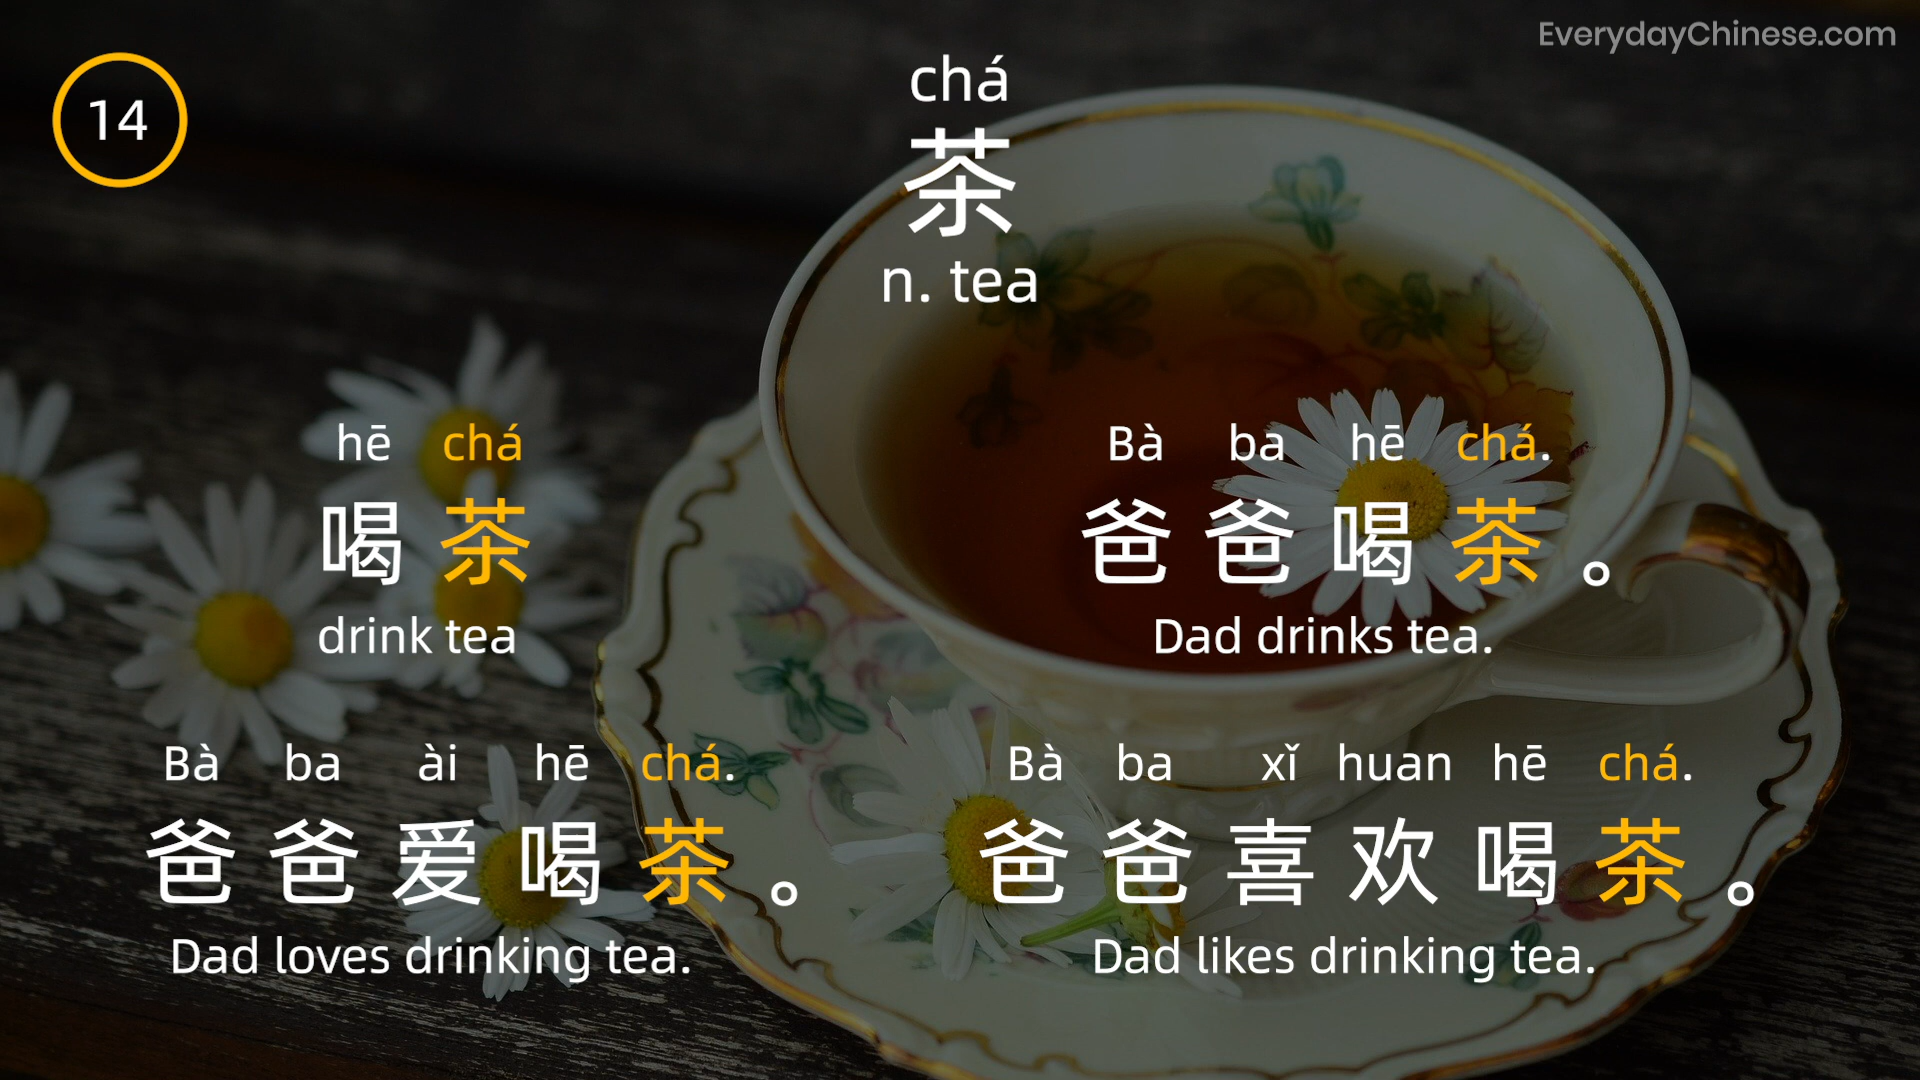 EverydayChinese.com
14
chá
茶
n. tea
hē chá
喝茶
drink tea
Bà ba hē chá.
爸爸喝茶。
Dad drinks tea.
Bà ba ài hē chá.
爸爸爱喝茶。
Dad loves drinking tea.
Bà ba xǐ huan hē chá.
爸爸喜欢喝茶。
Dad likes drinking tea.